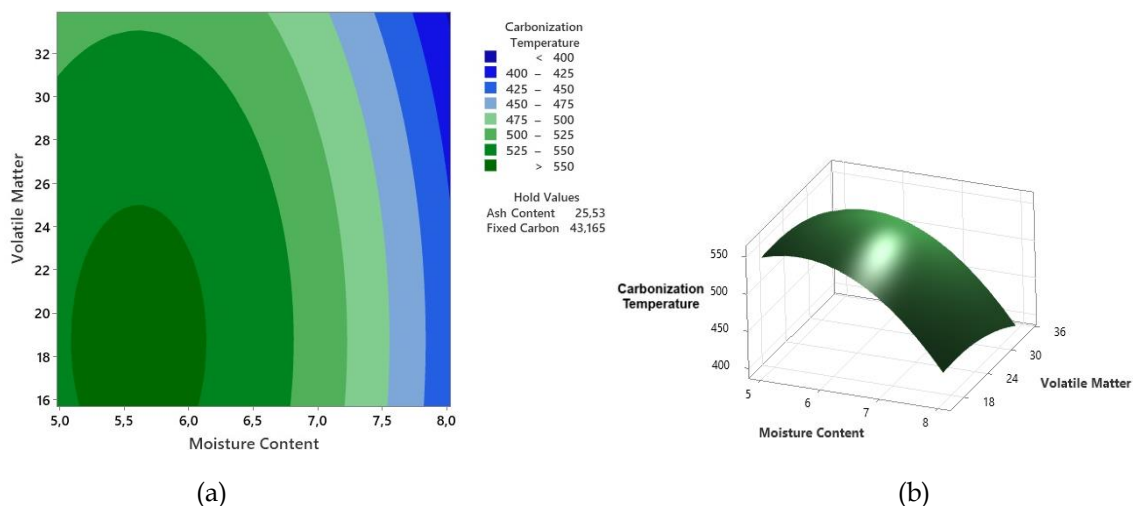 Carbonization
Temperature
< 400
400 – 425
425 – 450
450 – 475
475 – 500
500 – 525
525 – 550
> 550
Hold Values
Ash Content 25,53
Fixed Carbon 43,165
Volatile Matter
32
30
28
26
24
22
20
18
16
5,0 5,5 6,0 6,5 7,0 7,5 8,0
Moisture Content
(a)
Carbonization
Temperature
550
500
450
400
5 6 7 8
Moisture Content
36
30
24
18
Volatile Matter
(b)